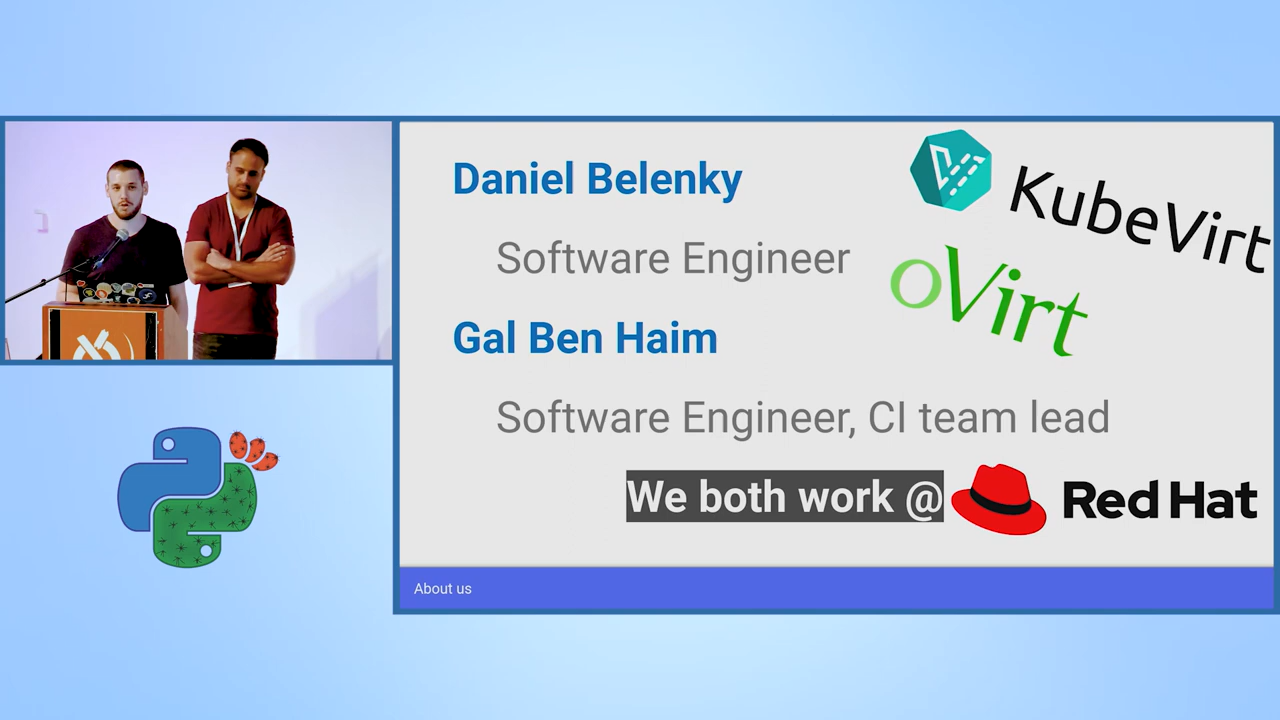 Daniel Belenky
Software Engineer
Gal Ben Haim
Software Engineer, CI team lead
We both work @
Red Hat
KubeVirt
oVirt
About us